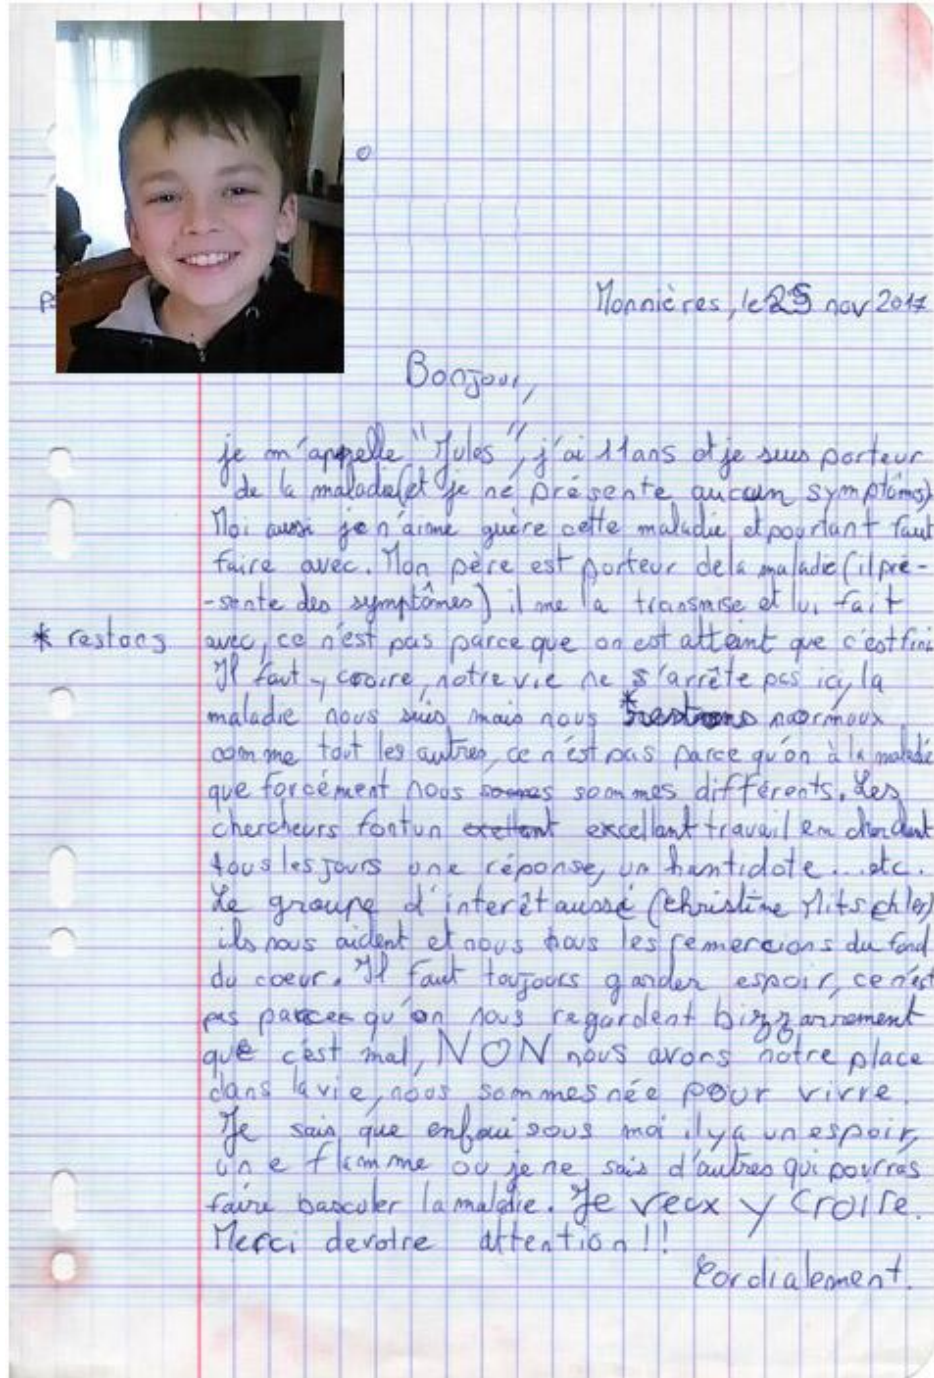 Monnières, le 25 nov 2017
Bonjour,
je m'appelle "Jules", j'ai 11ans et je suis porteur
de la maladie(et je ne présente aucun symptôms).
Moi aussi je n'aime guère cette maladie et pourtant faut
faire avec. Mon père est porteur de la maladie (il pré-
-sente des symptômes) il me l'a transmise et lui fait
* restons
avec, ce n'est pas parce que on est atteint que c'est fini
Il faut y croire, notre vie ne s'arrête pas ici, la
maladie nous suis mais nous * normaux
comme tout les autres, ce n'est pas parce qu'on à la maladie
que forcément nous sommes différents. Les
chercheurs font un excellant travail en cherchant
tous les jours une réponse, un hantidote...etc.
Le groupe d'interêt aussi (Christine Mitschler)
ils nous aident et nous vous les remercions du fond
du coeur. Il faut toujours garder espoir, ce n'est
pas parce qu'on nous regardent bizzarrement
que c'est mal, NON nous avons notre place
dans la vie, nous sommes née pour vivre.
Je sais que enfoui sous moi il y a un espoir,
une flamme ou je ne sais d'autres qui pourras
faire basculer la maladie. Je veux y croire.
Merci de votre attention!!
Cordialement.